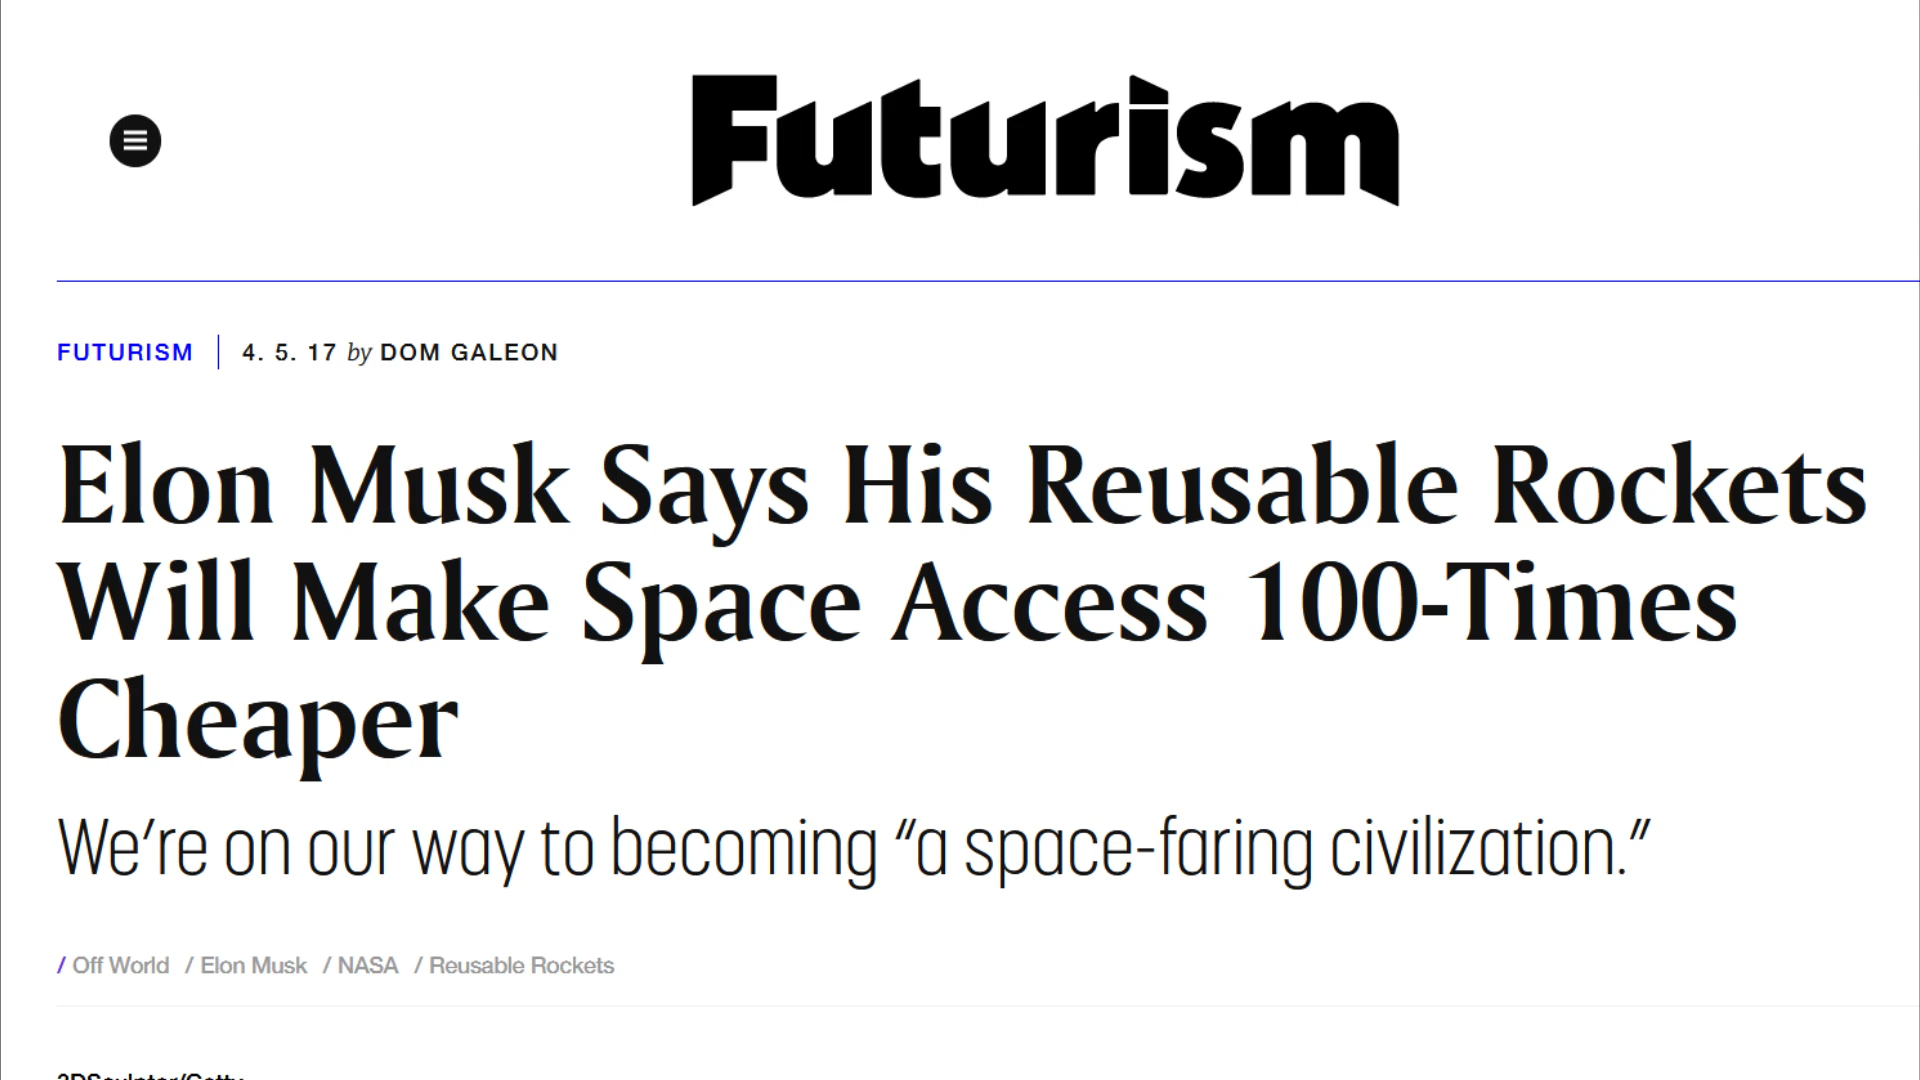 Futurism
FUTURISM | 4. 5. 17 by DOM GALEON
Elon Musk Says His Reusable Rockets
Will Make Space Access 100-Times
Cheaper
We're on our way to becoming “a space-faring civilization.”
/ Off World / Elon Musk / NASA / Reusable Rockets